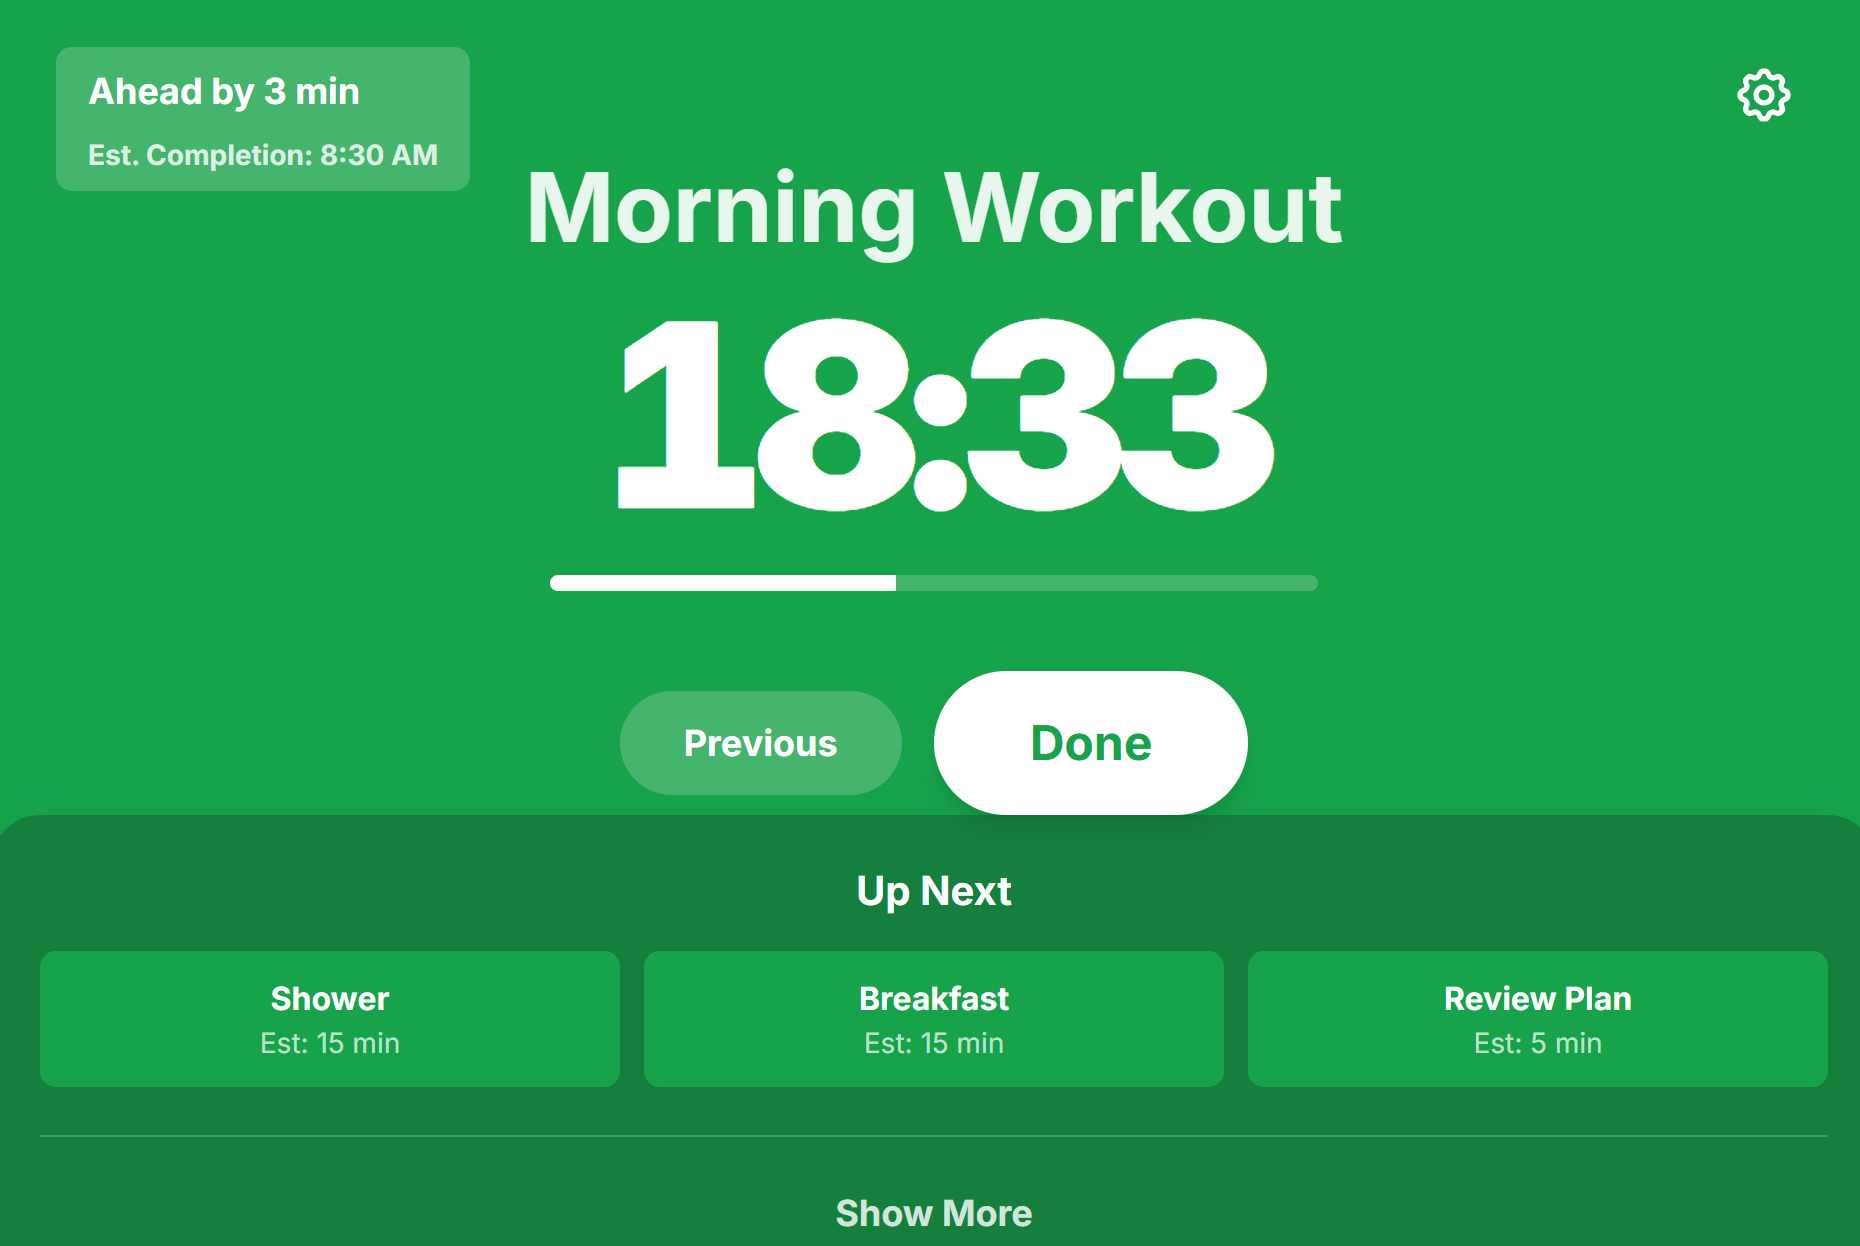 Ahead by 3 min
Est. Completion: 8:30 AM
Morning Workout
18:33
Previous
Done
Up Next
Shower
Est: 15 min
Breakfast
Est: 15 min
Review Plan
Est: 5 min
Show More